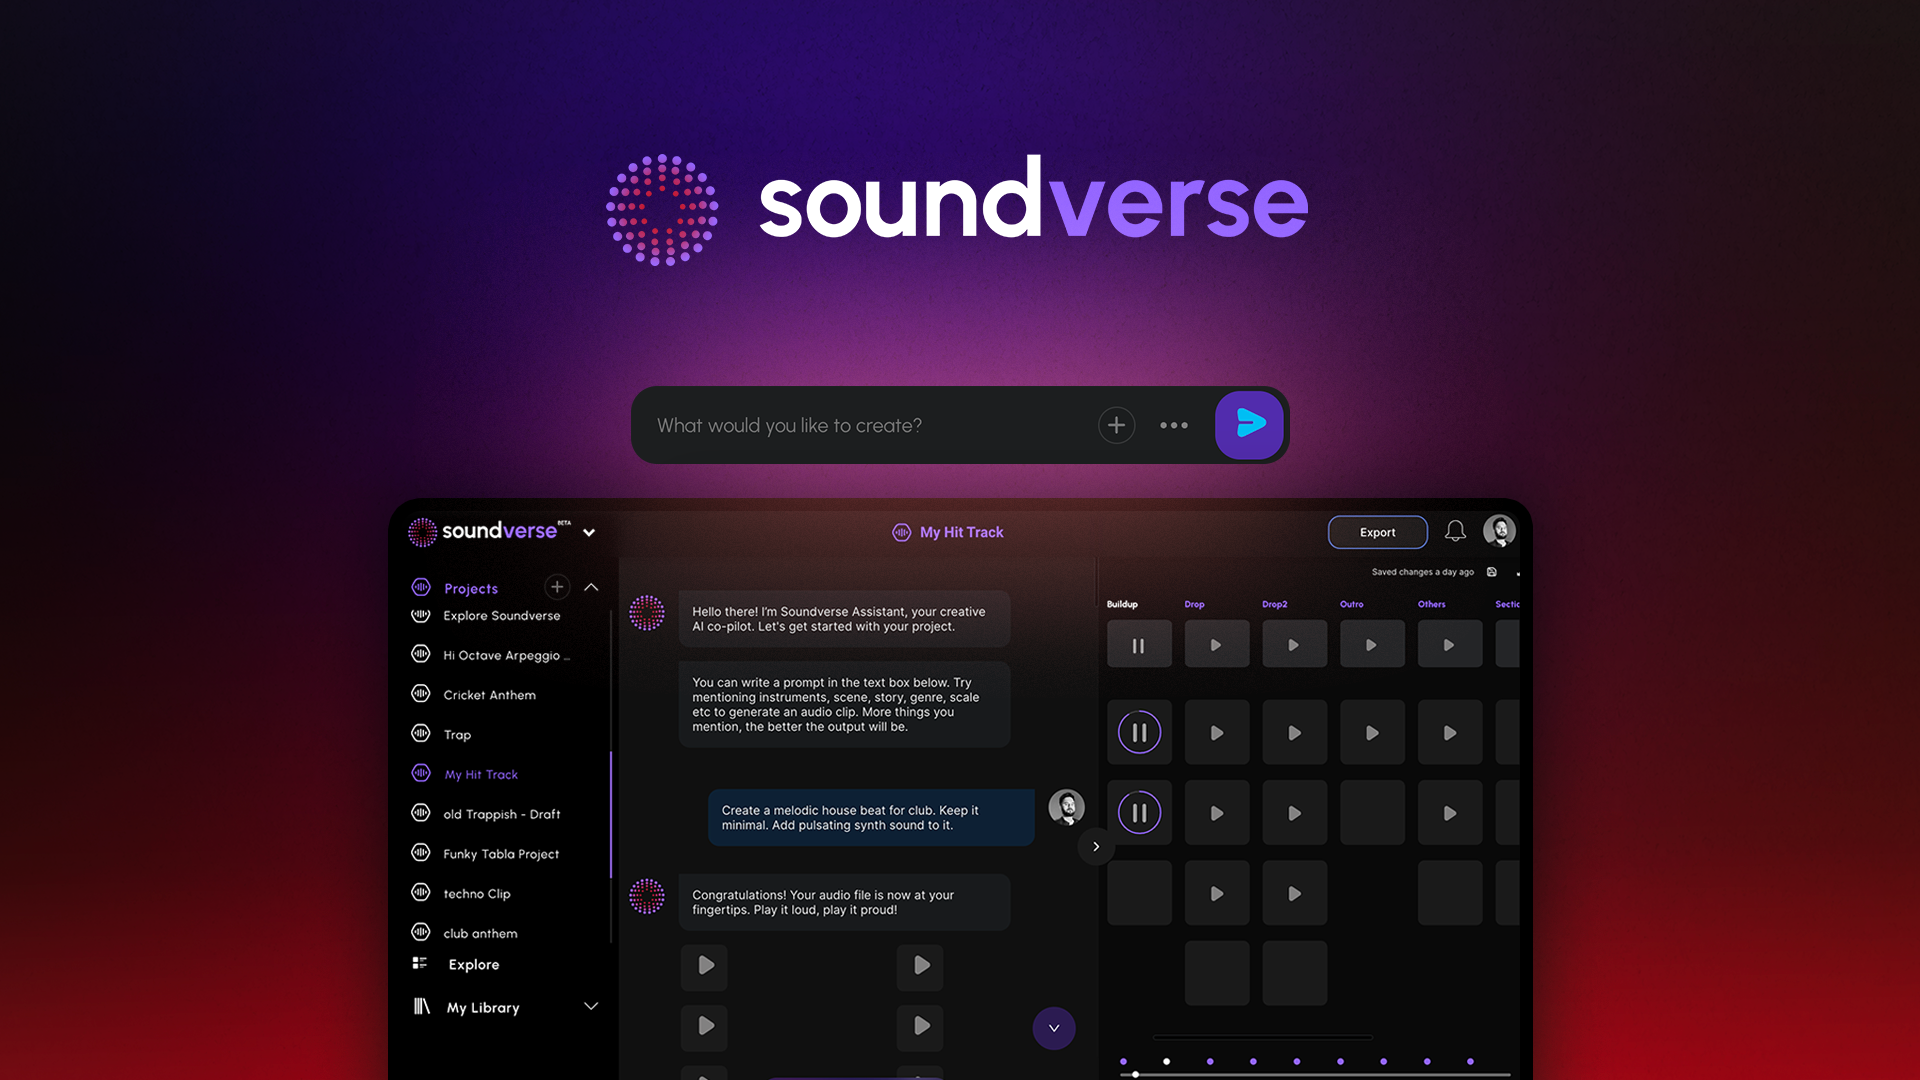 soundverse
What would you like to create?
soundverse BETA
My Hit Track
Export
Saved changes a day ago
Projects
Explore Soundverse
Hi Octave Arpeggio ...
Cricket Anthem
Trap
My Hit Track
old Trappish - Draft
Funky Tabla Project
techno Clip
club anthem
Explore
My Library
Hello there! I'm Soundverse Assistant, your creative
AI co-pilot. Let's get started with your project.
You can write a prompt in the text box below. Try
mentioning instruments, scene, story, genre, scale
etc to generate an audio clip. More things you
mention, the better the output will be.
Create a melodic house beat for club. Keep it
minimal. Add pulsating synth sound to it.
Congratulations! Your audio file is now at your
fingertips. Play it loud, play it proud!
Buildup Drop Drop2 Outro Others Sectio